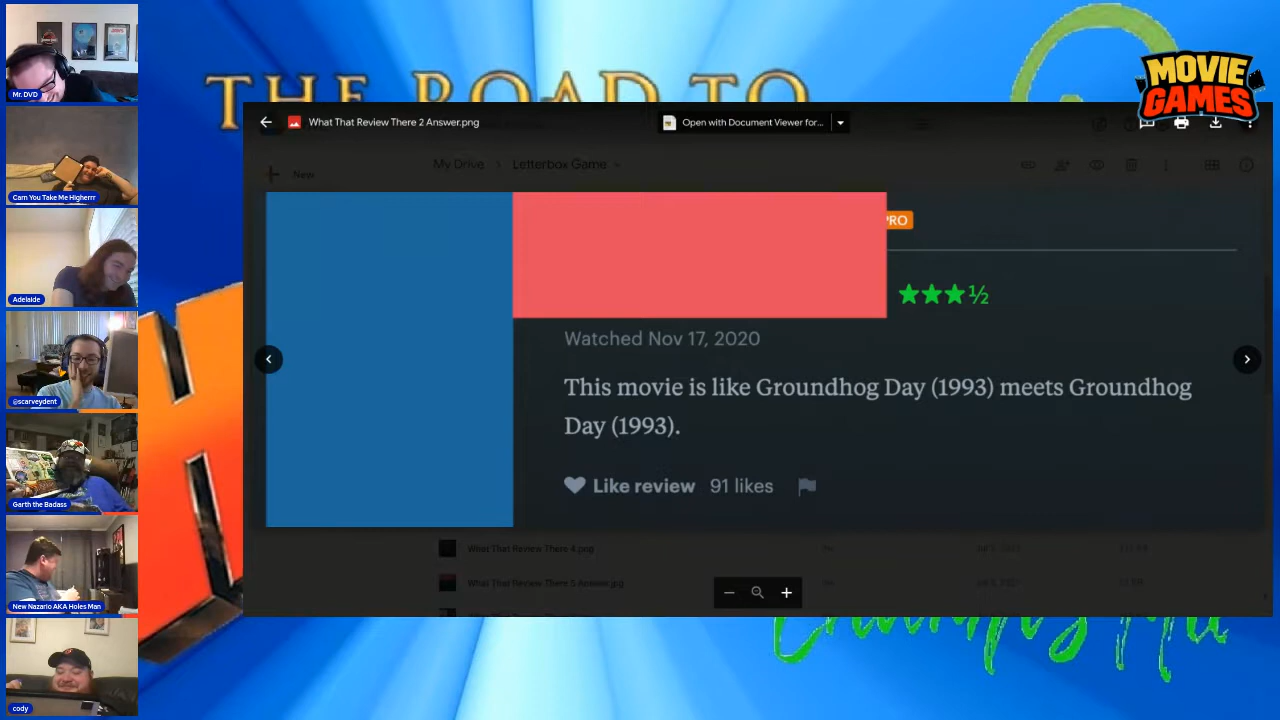 THE ROAD TO
MOVIE
GAMES
What That Review There 2 Answer.png
Open with Document Viewer for...
My Drive > Letterbox Game
New
PRO
★★★½
Watched Nov 17, 2020
This movie is like Groundhog Day (1993) meets Groundhog
Day (1993).
Like review 91 likes
What That Review There 4.png
What That Review There 5 Answer.jpg
Mr. DVD
Carn You Take Me Higherrr
Adelaide
@scarveydent
Garth the Badass
New Nazario AKA Holes Man
cody